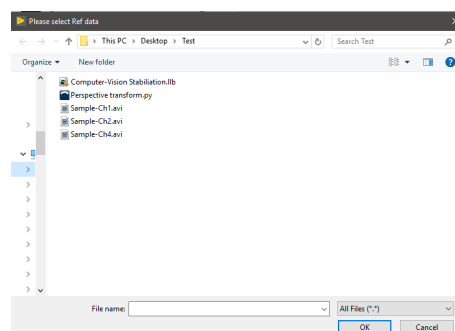 Please select Ref data
This PC > Desktop > Test
Search Test
Organize
New folder
Computer-Vision Stabiliation.llb
Perspective transform.py
Sample-Ch1.avi
Sample-Ch2.avi
Sample-Ch4.avi
File name:
All Files (*.*)
OK
Cancel